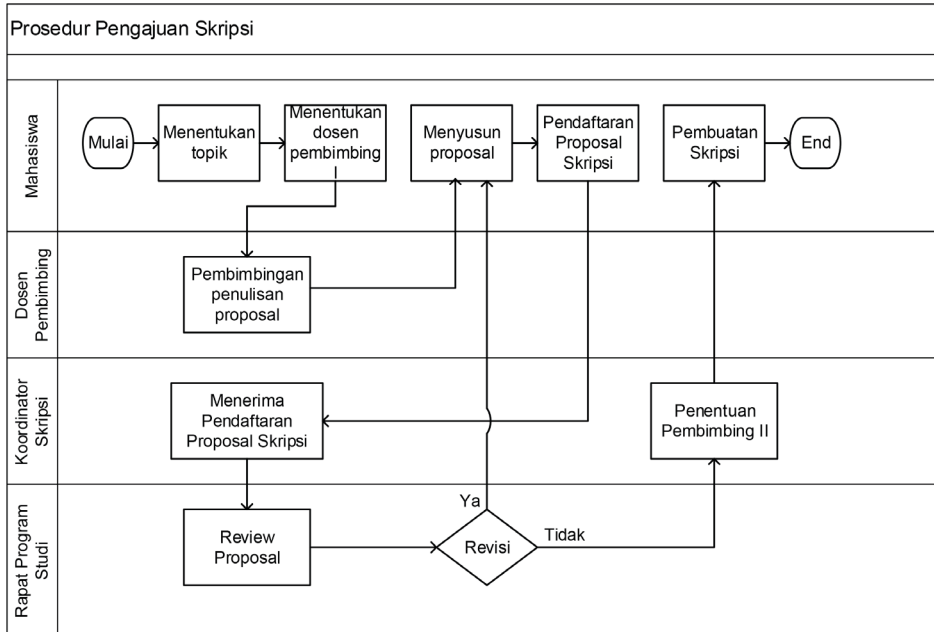 Prosedur Pengajuan Skripsi
Mahasiswa
Mulai
Menentukan
topik
Menentukan
dosen
pembimbing I
Menyusun
proposal
Pendaftaran
Proposal
Skripsi
Pembuatan
Skripsi
End
Dosen
Pembimbing
Pembimbingan
penulisan
proposal
Koordinator
Skripsi
Menerima
Pendaftaran
Proposal Skripsi
Penentuan
Pembimbing II
Rapat Program
Studi
Review
Proposal
Ya
Revisi
Tidak